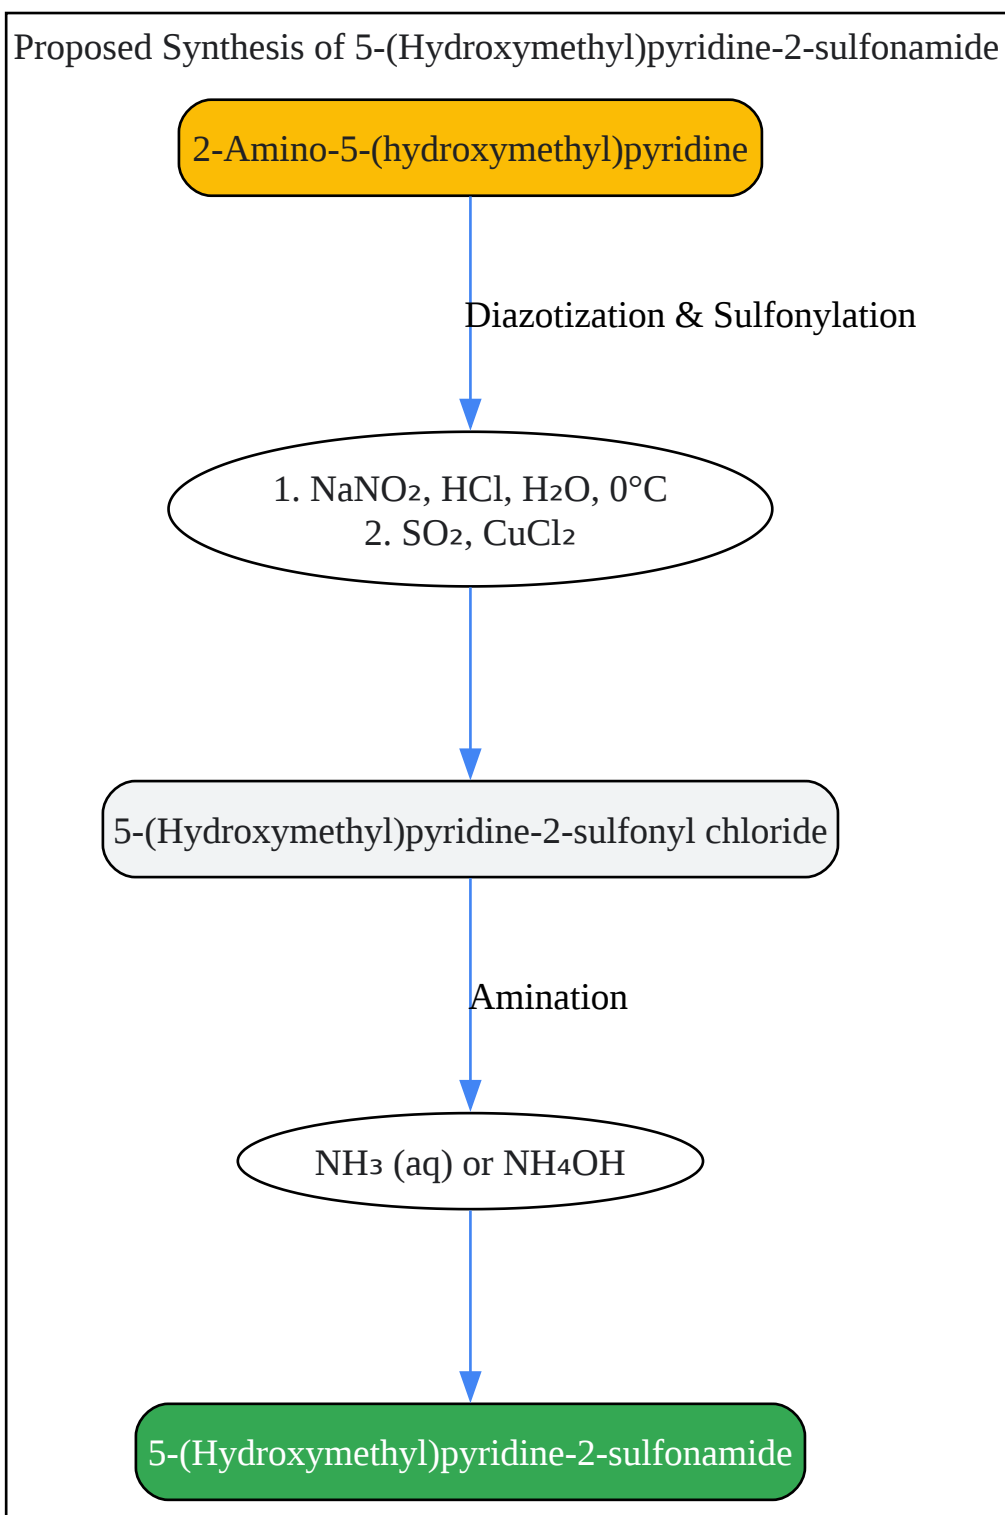 Proposed Synthesis of 5-(Hydroxymethyl)pyridine-2-sulfonamide
2-Amino-5-(hydroxymethyl)pyridine
Diazotization & Sulfonylation
1. NaNO₂, HCl, H₂O, 0°C
2. SO₂, CuCl₂
5-(Hydroxymethyl)pyridine-2-sulfonyl chloride
Amination
NH₃ (aq) or NH₄OH
5-(Hydroxymethyl)pyridine-2-sulfonamide